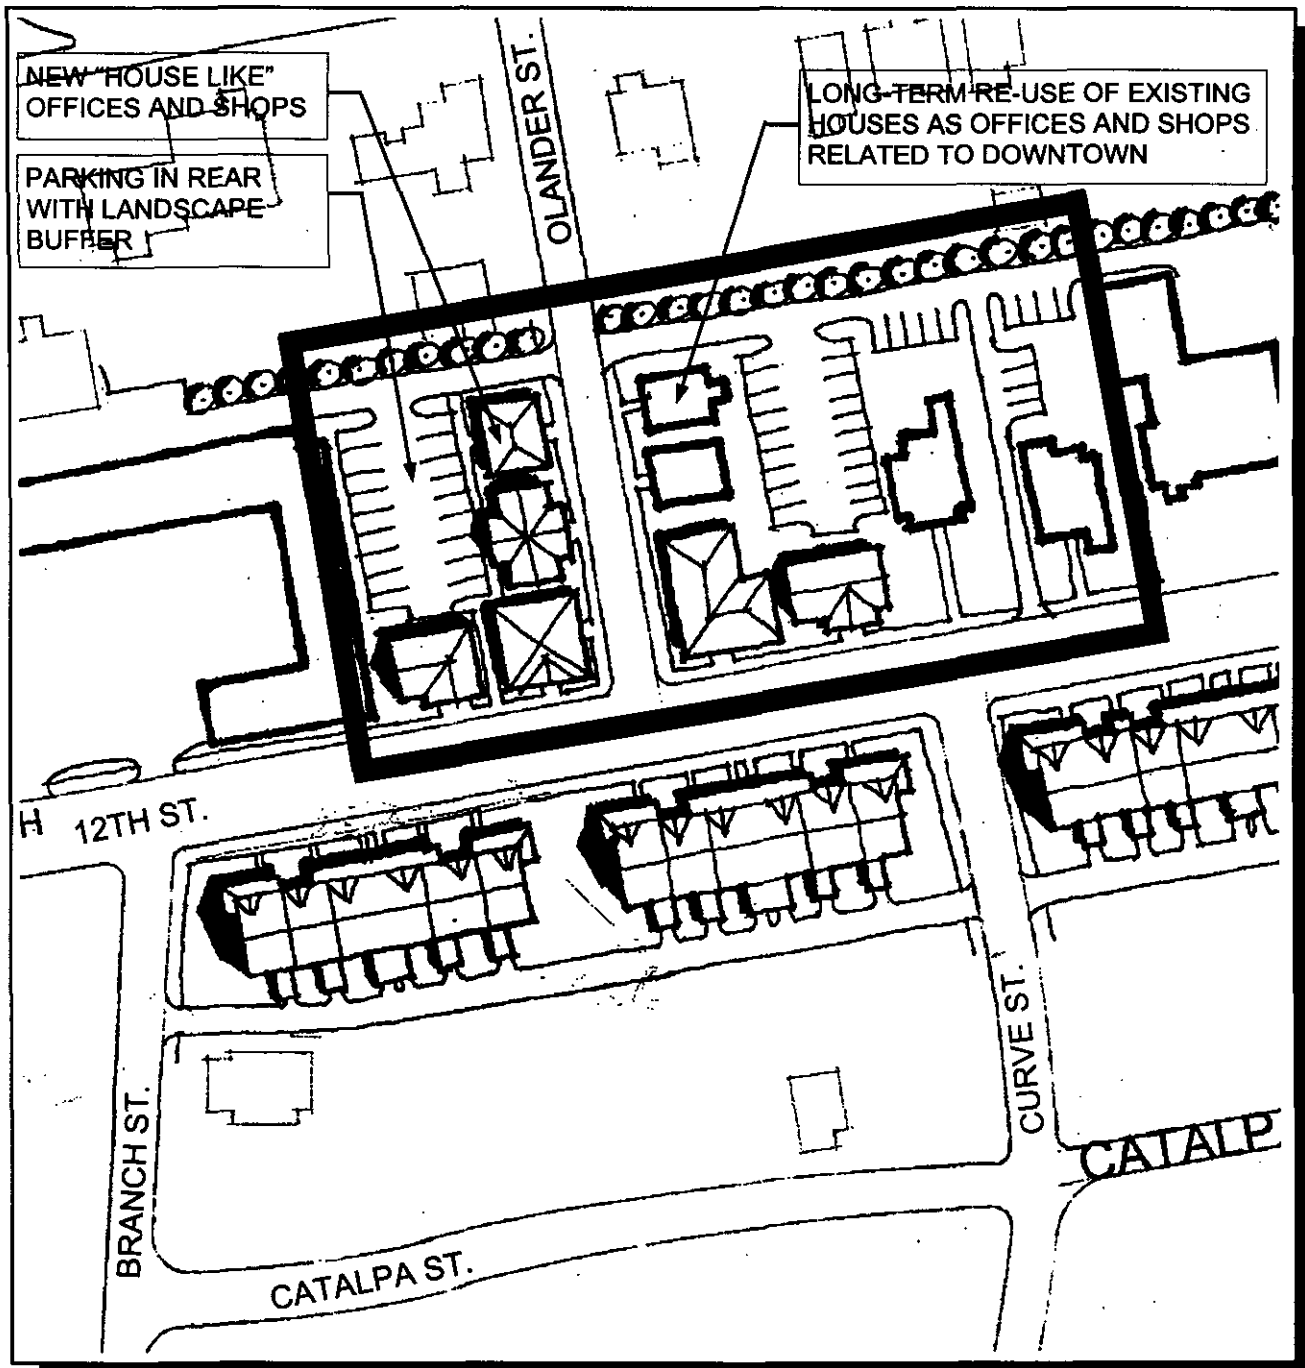 NEW "HOUSE LIKE"
OFFICES AND SHOPS
PARKING IN REAR
WITH LANDSCAPE
BUFFER
OLANDER ST.
LONG-TERM RE-USE OF EXISTING
HOUSES AS OFFICES AND SHOPS
RELATED TO DOWNTOWN
H 12TH ST.
CURVE ST.
BRANCH ST.
CATALP
CATALPA ST.